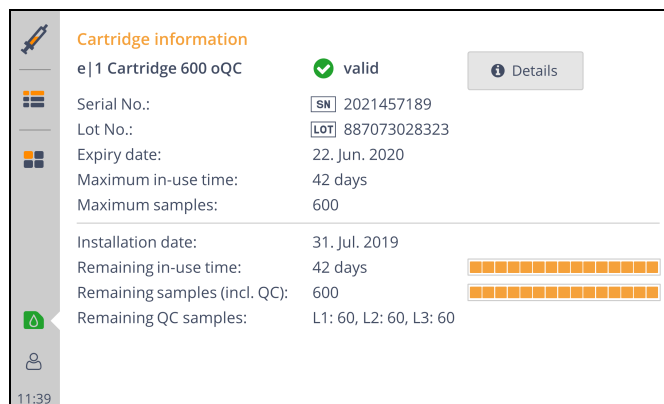 Cartridge information
e|1 Cartridge 600 oQC valid Details
Serial No.: SN 2021457189
Lot No.: LOT 887073028323
Expiry date: 22. Jun. 2020
Maximum in-use time: 42 days
Maximum samples: 600
Installation date: 31. Jul. 2019
Remaining in-use time: 42 days
Remaining samples (incl. QC): 600
Remaining QC samples: L1: 60, L2: 60, L3: 60
11:39